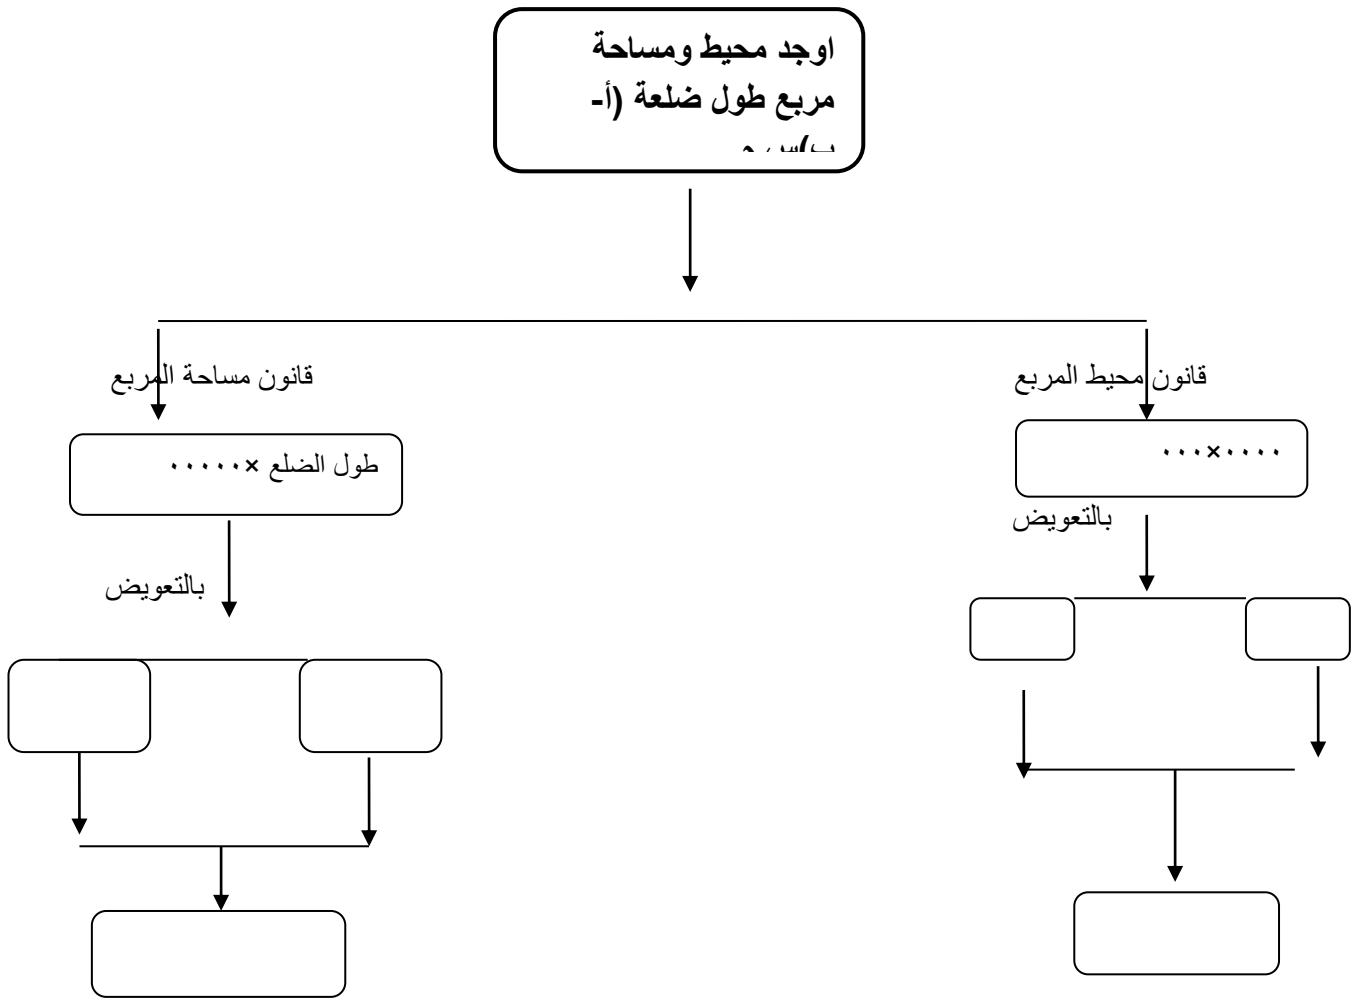 اوجد محيط ومساحة
مربع طول ضلعة (أ-
ب)س م
قانون محيط المربع
قانون مساحة المربع
٠٠٠×٠٠٠٠
طول الضلع ×٠٠٠٠٠
بالتعويض
بالتعويض